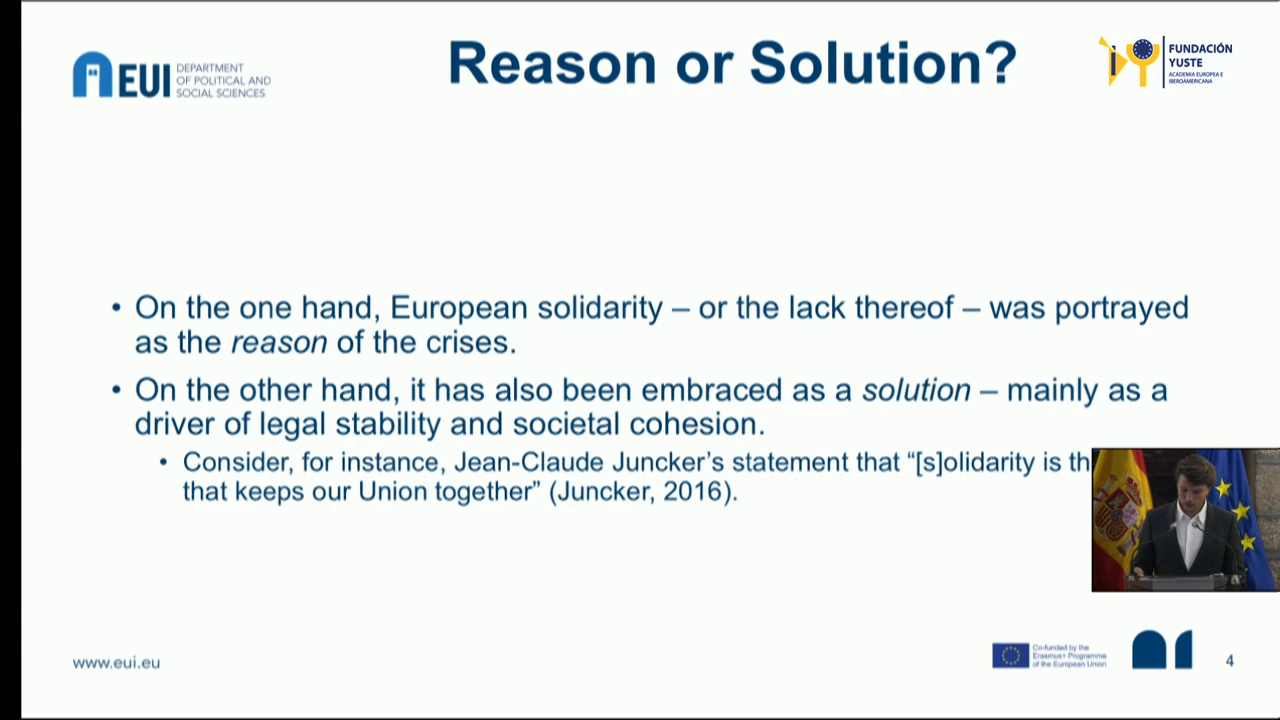 Reason or Solution?
AEUI
DEPARTMENT
OF POLITICAL AND
SOCIAL SCIENCES
FUNDACIÓN
YUSTE
ACADEMIA EUROPEA E
IBEROAMERICANA
• On the one hand, European solidarity – or the lack thereof – was portrayed
as the reason of the crises.
• On the other hand, it has also been embraced as a solution – mainly as a
driver of legal stability and societal cohesion.
• Consider, for instance, Jean-Claude Juncker’s statement that “[s]olidarity is th
that keeps our Union together” (Juncker, 2016).
www.eui.eu
Co-funded by the
Erasmus+ Programme
of the European Union
4